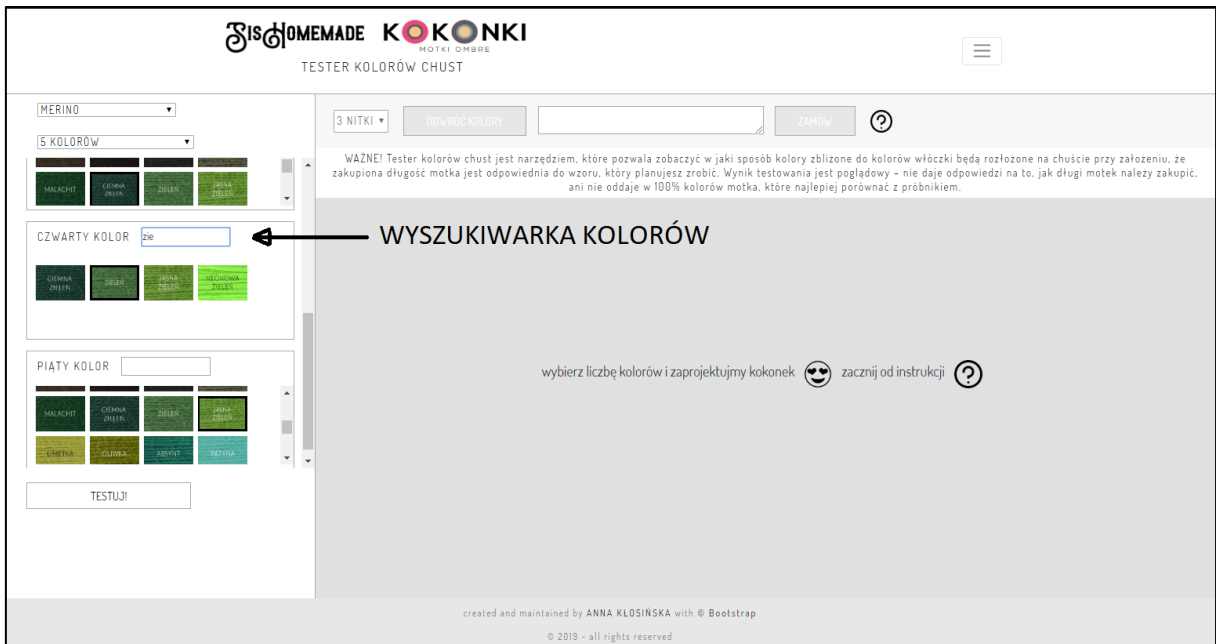 SISHOMEMADE KOKONKI
MOTKI OMBRE
TESTER KOLORÓW CHUST
MERINO
5 KOLORÓW
MALACHIT CIEMNA ZIELEŃ ZIELEŃ JASNA ZIELEŃ
CZWARTY KOLOR zie
CIEMNA ZIELEŃ ZIELEŃ JASNA ZIELEŃ NEONOWA ZIELEŃ
PIĄTY KOLOR
MALACHIT CIEMNA ZIELEŃ ZIELEŃ JASNA ZIELEŃ
LIMETKA OLIWKA ABSYNT PATYNA
TESTUJ!
3 NITKI ODWRÓĆ KOLORY ZAMÓW ?
WAŻNE! Tester kolorów chust jest narzędziem, które pozwala zobaczyć w jaki sposób kolory zbliżone do kolorów włóczki będą rozłożone na chuście przy założeniu, że
zakupiona długość motka jest odpowiednia do wzoru, który planujesz zrobić. Wynik testowania jest poglądowy - nie daje odpowiedzi na to, jak długi motek należy zakupić,
ani nie oddaje w 100% kolorów motka, które najlepiej porównać z próbnikiem.
WYSZUKIWARKA KOLORÓW
wybierz liczbę kolorów i zaprojektujmy kokonek zacznij od instrukcji ?
created and maintained by ANNA KŁOSIŃSKA with © Bootstrap
© 2019 - all rights reserved